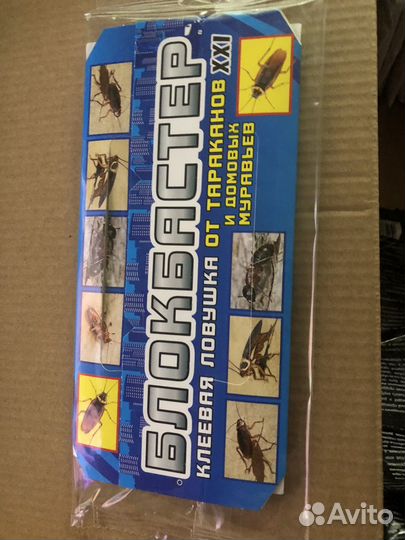 БЛОКБАСТЕР
XXI
КЛЕЕВАЯ ЛОВУШКА ОТ ТАРАКАНОВ
И ДОМОВЫХ
МУРАВЬЕВ
Avito